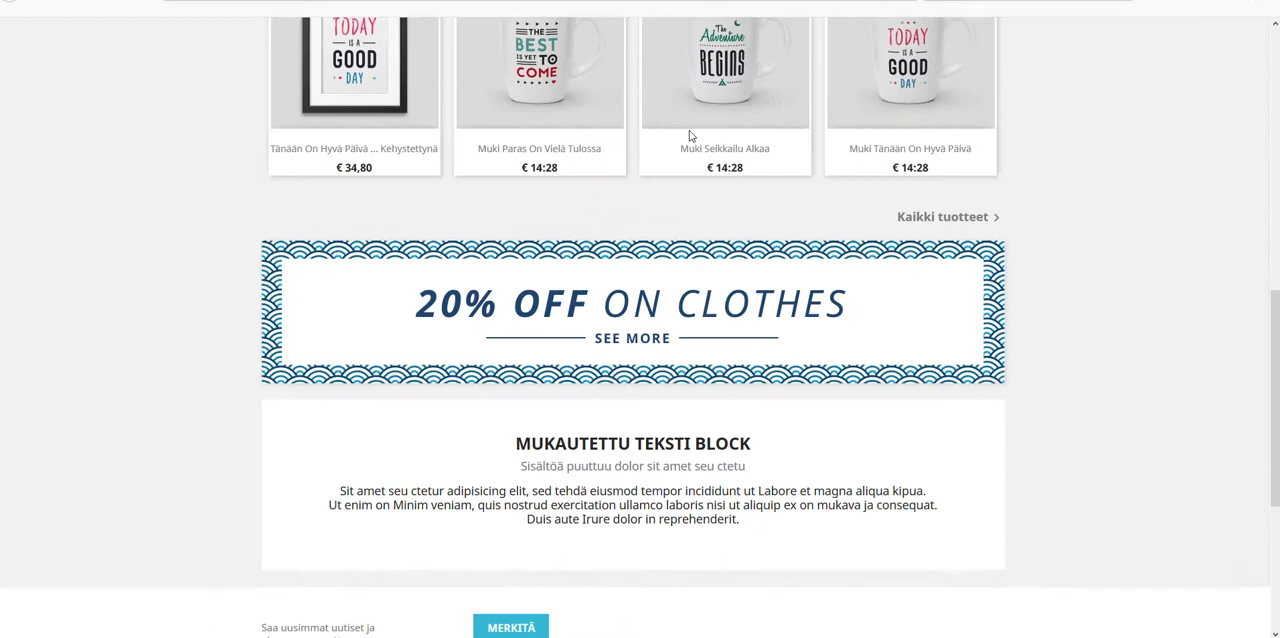 TODAY
IS A
GOOD
DAY
THE
BEST
IS YET TO
COME
The
Adventure
BEGINS
TODAY
IS A
GOOD
DAY
Tänään On Hyvä Päivä ... Kehystettynä
Muki Paras On Vielä Tulossa
Muki Seikkailu Alkaa
Muki Tänään On Hyvä Päivä
€ 34,80
€ 14:28
€ 14:28
€ 14:28
Kaikki tuotteet
20% OFF ON CLOTHES
SEE MORE
MUKAUTETTU TEKSTI BLOCK
Sisältöä puuttuu dolor sit amet seu ctetu
Sit amet seu ctetur adipisicing elit, sed tehdä eiusmod tempor incididunt ut Labore et magna aliqua kipua.
Ut enim on Minim veniam, quis nostrud exercitation ullamco laboris nisi ut aliquip ex on mukava ja consequat.
Duis aute Irure dolor in reprehenderit.
Saa uusimmat uutiset ja
MERKITÄ